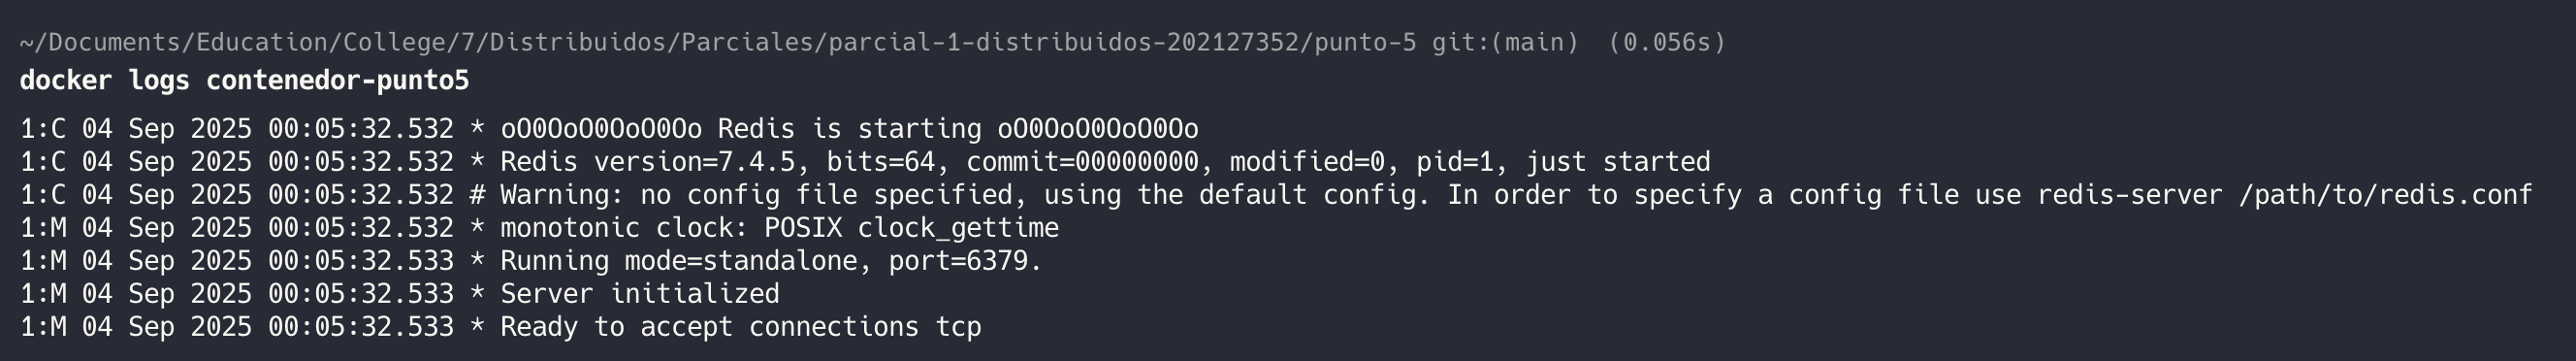 ~/Documents/Education/College/7/Distribuidos/Parciales/parcial-1-distribuidos-202127352/punto-5 git:(main) (0.056s)
docker logs contenedor-punto5
1:C 04 Sep 2025 00:05:32.532 * oO0OoO0OoO0Oo Redis is starting oO0OoO0OoO0Oo
1:C 04 Sep 2025 00:05:32.532 * Redis version=7.4.5, bits=64, commit=00000000, modified=0, pid=1, just started
1:C 04 Sep 2025 00:05:32.532 # Warning: no config file specified, using the default config. In order to specify a config file use redis-server /path/to/redis.conf
1:M 04 Sep 2025 00:05:32.532 * monotonic clock: POSIX clock_gettime
1:M 04 Sep 2025 00:05:32.533 * Running mode=standalone, port=6379.
1:M 04 Sep 2025 00:05:32.533 * Server initialized
1:M 04 Sep 2025 00:05:32.533 * Ready to accept connections tcp